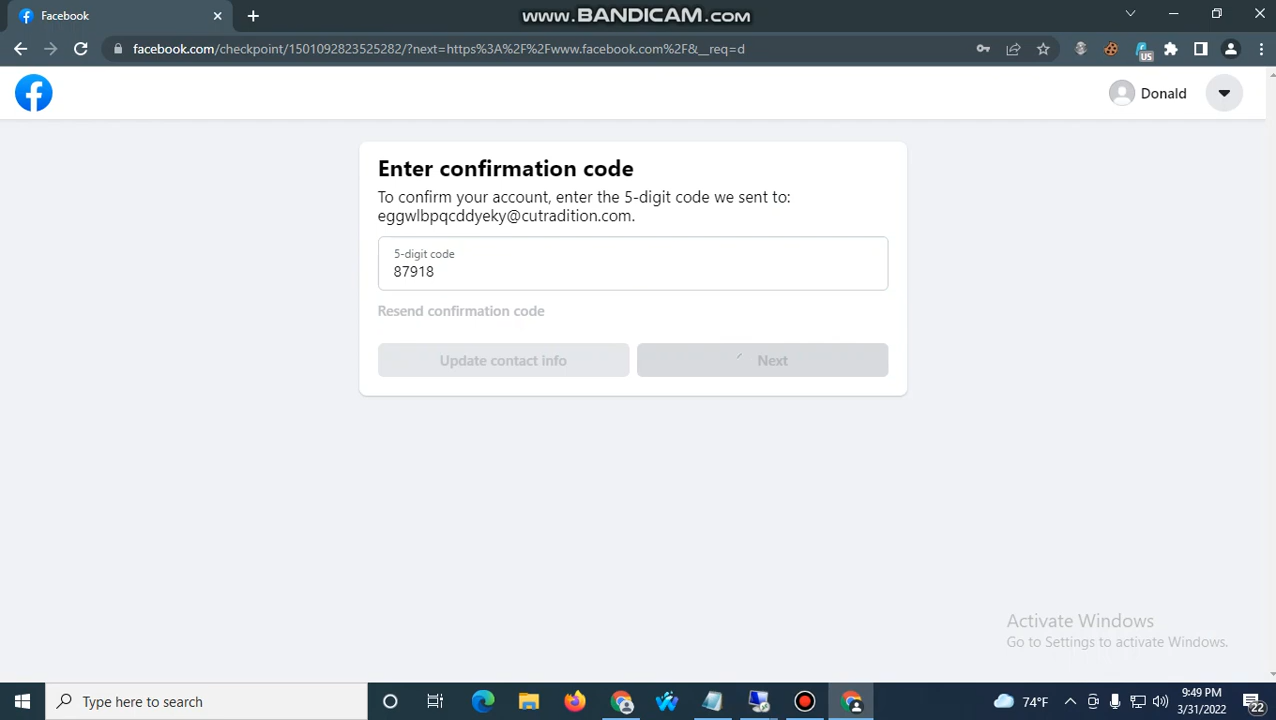 Facebook
www.BANDICAM.com
facebook.com/checkpoint/1501092823525282/?next=https%3A%2F%2Fwww.facebook.com%2F&__req=d
US
Donald
Enter confirmation code
To confirm your account, enter the 5-digit code we sent to:
eggwlbpqcddyeky@cutradition.com.
5-digit code
87918
Resend confirmation code
Update contact info
Next
Activate Windows
Go to Settings to activate Windows.
Type here to search
74°F
9:49 PM
3/31/2022
22